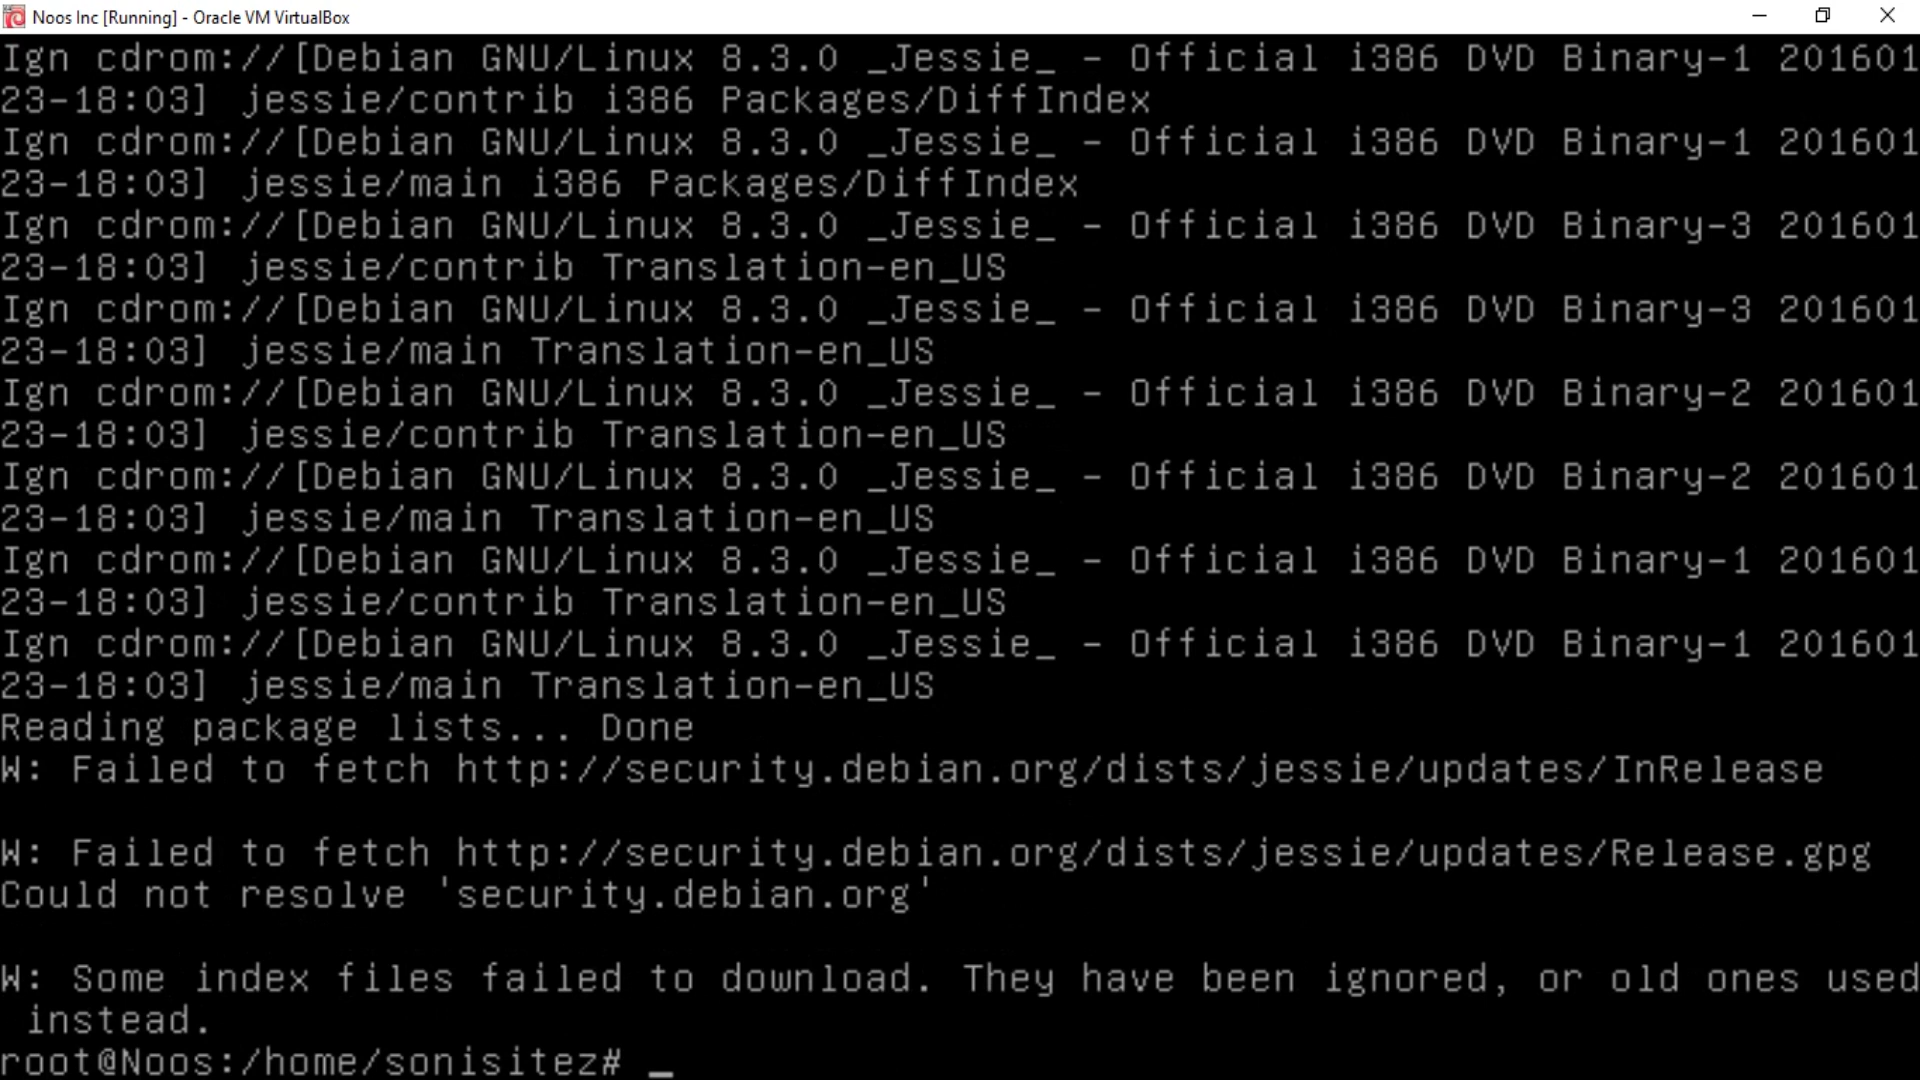 Noos Inc [Running] - Oracle VM VirtualBox
Ign cdrom://[Debian GNU/Linux 8.3.0 _Jessie_ - Official i386 DVD Binary-1 201601
23-18:03] jessie/contrib i386 Packages/DiffIndex
Ign cdrom://[Debian GNU/Linux 8.3.0 _Jessie_ - Official i386 DVD Binary-1 201601
23-18:03] jessie/main i386 Packages/DiffIndex
Ign cdrom://[Debian GNU/Linux 8.3.0 _Jessie_ - Official i386 DVD Binary-3 201601
23-18:03] jessie/contrib Translation-en_US
Ign cdrom://[Debian GNU/Linux 8.3.0 _Jessie_ - Official i386 DVD Binary-3 201601
23-18:03] jessie/main Translation-en_US
Ign cdrom://[Debian GNU/Linux 8.3.0 _Jessie_ - Official i386 DVD Binary-2 201601
23-18:03] jessie/contrib Translation-en_US
Ign cdrom://[Debian GNU/Linux 8.3.0 _Jessie_ - Official i386 DVD Binary-2 201601
23-18:03] jessie/main Translation-en_US
Ign cdrom://[Debian GNU/Linux 8.3.0 _Jessie_ - Official i386 DVD Binary-1 201601
23-18:03] jessie/contrib Translation-en_US
Ign cdrom://[Debian GNU/Linux 8.3.0 _Jessie_ - Official i386 DVD Binary-1 201601
23-18:03] jessie/main Translation-en_US
Reading package lists... Done
W: Failed to fetch http://security.debian.org/dists/jessie/updates/InRelease
W: Failed to fetch http://security.debian.org/dists/jessie/updates/Release.gpg
Could not resolve 'security.debian.org'
W: Some index files failed to download. They have been ignored, or old ones used
instead.
root@Noos:/home/sonisitez# _